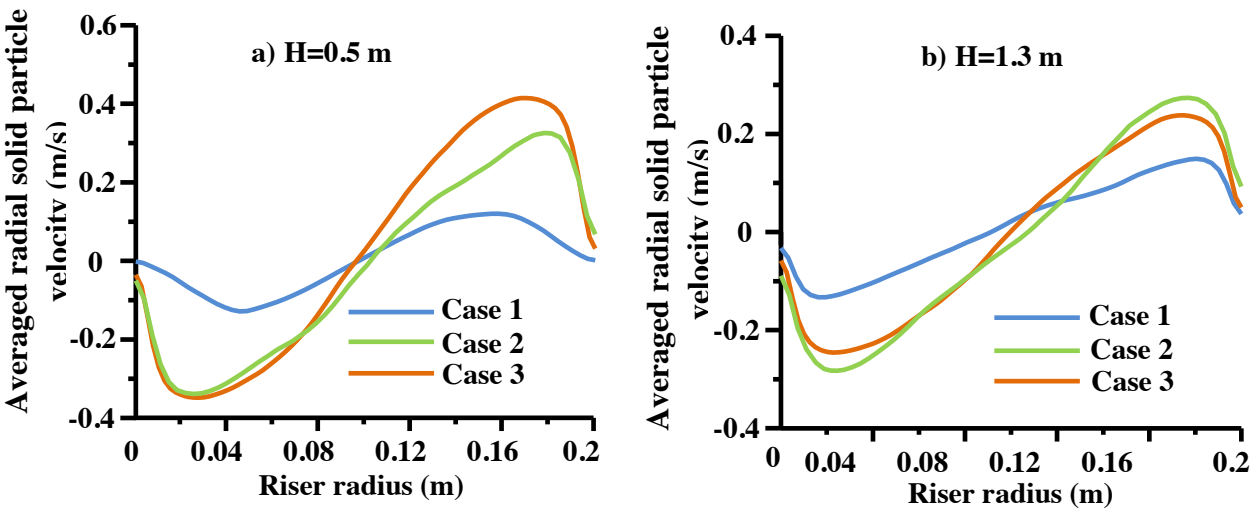 Averaged radial solid particle
velocity (m/s)
a) H=0.5 m
0.6
0.4
0.2
0
-0.2
-0.4
Case 1
Case 2
Case 3
0 0.04 0.08 0.12 0.16 0.2
Riser radius (m)
Averaged radial solid particle
velocity (m/s)
b) H=1.3 m
0.4
0.2
0
-0.2
-0.4
Case 1
Case 2
Case 3
0 0.04 0.08 0.12 0.16 0.2
Riser radius (m)